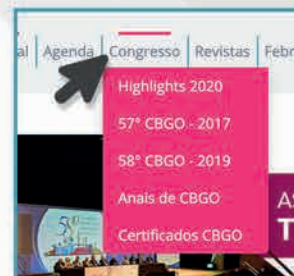 al Agenda Congresso Revistas Febr
Highlights 2020
57º CBGO - 2017
58º CBGO - 2019
Anais de CBGO
Certificados CBGO
A
T